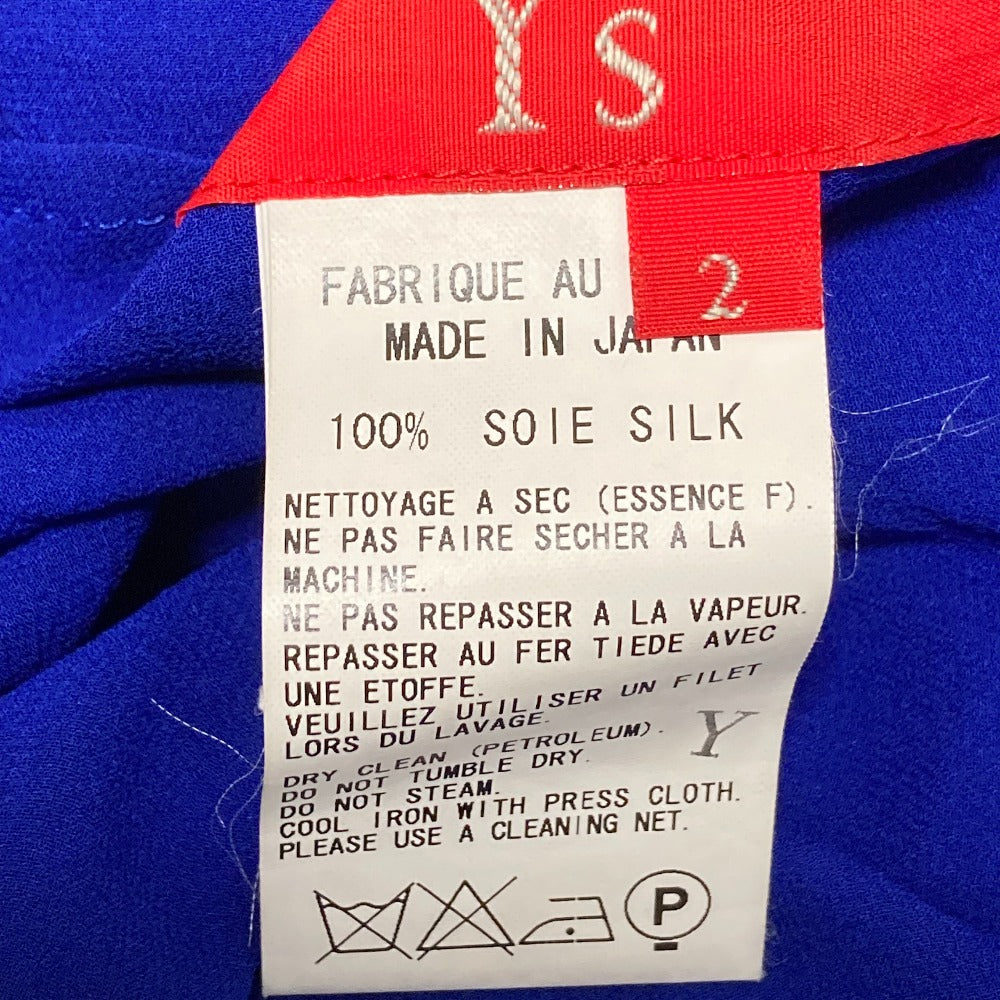 Ys
2
FABRIQUE AU
MADE IN JAPAN
100% SOIE SILK
NETTOYAGE A SEC (ESSENCE F).
NE PAS FAIRE SECHER A LA
MACHINE.
NE PAS REPASSER A LA VAPEUR.
REPASSER AU FER TIEDE AVEC
UNE ETOFFE.
VEUILLEZ UTILISER UN FILET
LORS DU LAVAGE.
Y
DRY CLEAN (PETROLEUM).
DO NOT TUMBLE DRY.
DO NOT STEAM.
COOL IRON WITH PRESS CLOTH.
PLEASE USE A CLEANING NET.
P